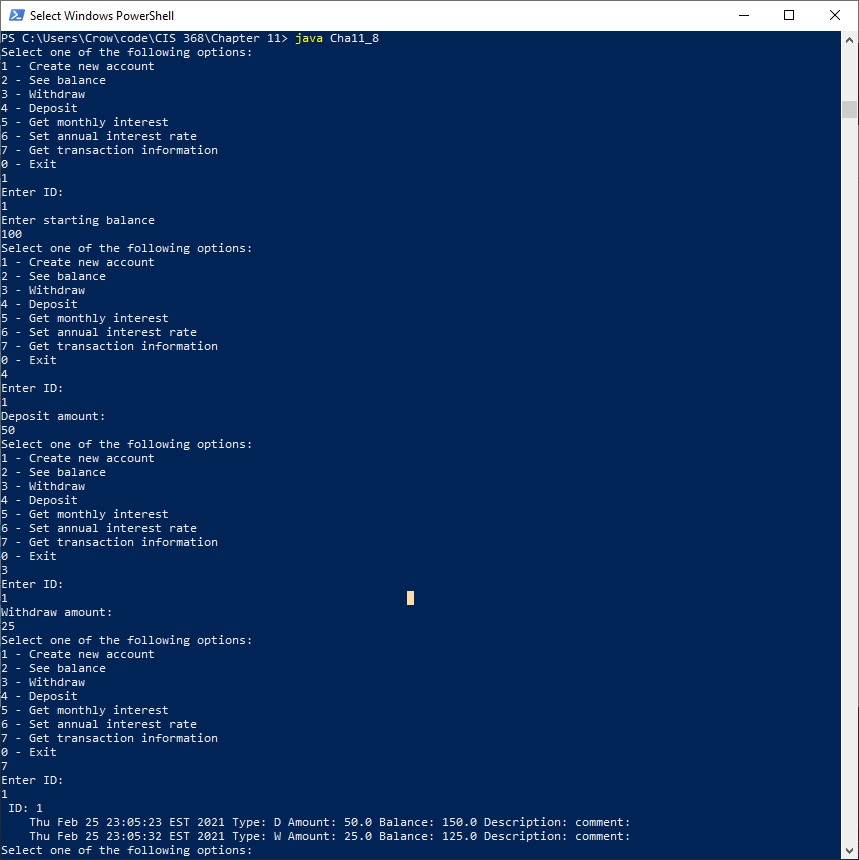 Select Windows PowerShell
PS C:\Users\Crow\code\CIS 368\Chapter 11> java Cha11_8
Select one of the following options:
1 - Create new account
2 - See balance
3 - Withdraw
4 - Deposit
5 - Get monthly interest
6 - Set annual interest rate
7 - Get transaction information
0 - Exit
1
Enter ID:
1
Enter starting balance
100
Select one of the following options:
1 - Create new account
2 - See balance
3 - Withdraw
4 - Deposit
5 - Get monthly interest
6 - Set annual interest rate
7 - Get transaction information
0 - Exit
4
Enter ID:
1
Deposit amount:
50
Select one of the following options:
1 - Create new account
2 - See balance
3 - Withdraw
4 - Deposit
5 - Get monthly interest
6 - Set annual interest rate
7 - Get transaction information
0 - Exit
3
Enter ID:
1
Withdraw amount:
25
Select one of the following options:
1 - Create new account
2 - See balance
3 - Withdraw
4 - Deposit
5 - Get monthly interest
6 - Set annual interest rate
7 - Get transaction information
0 - Exit
7
Enter ID:
1
ID: 1
Thu Feb 25 23:05:23 EST 2021 Type: D Amount: 50.0 Balance: 150.0 Description: comment:
Thu Feb 25 23:05:32 EST 2021 Type: W Amount: 25.0 Balance: 125.0 Description: comment:
Select one of the following options: